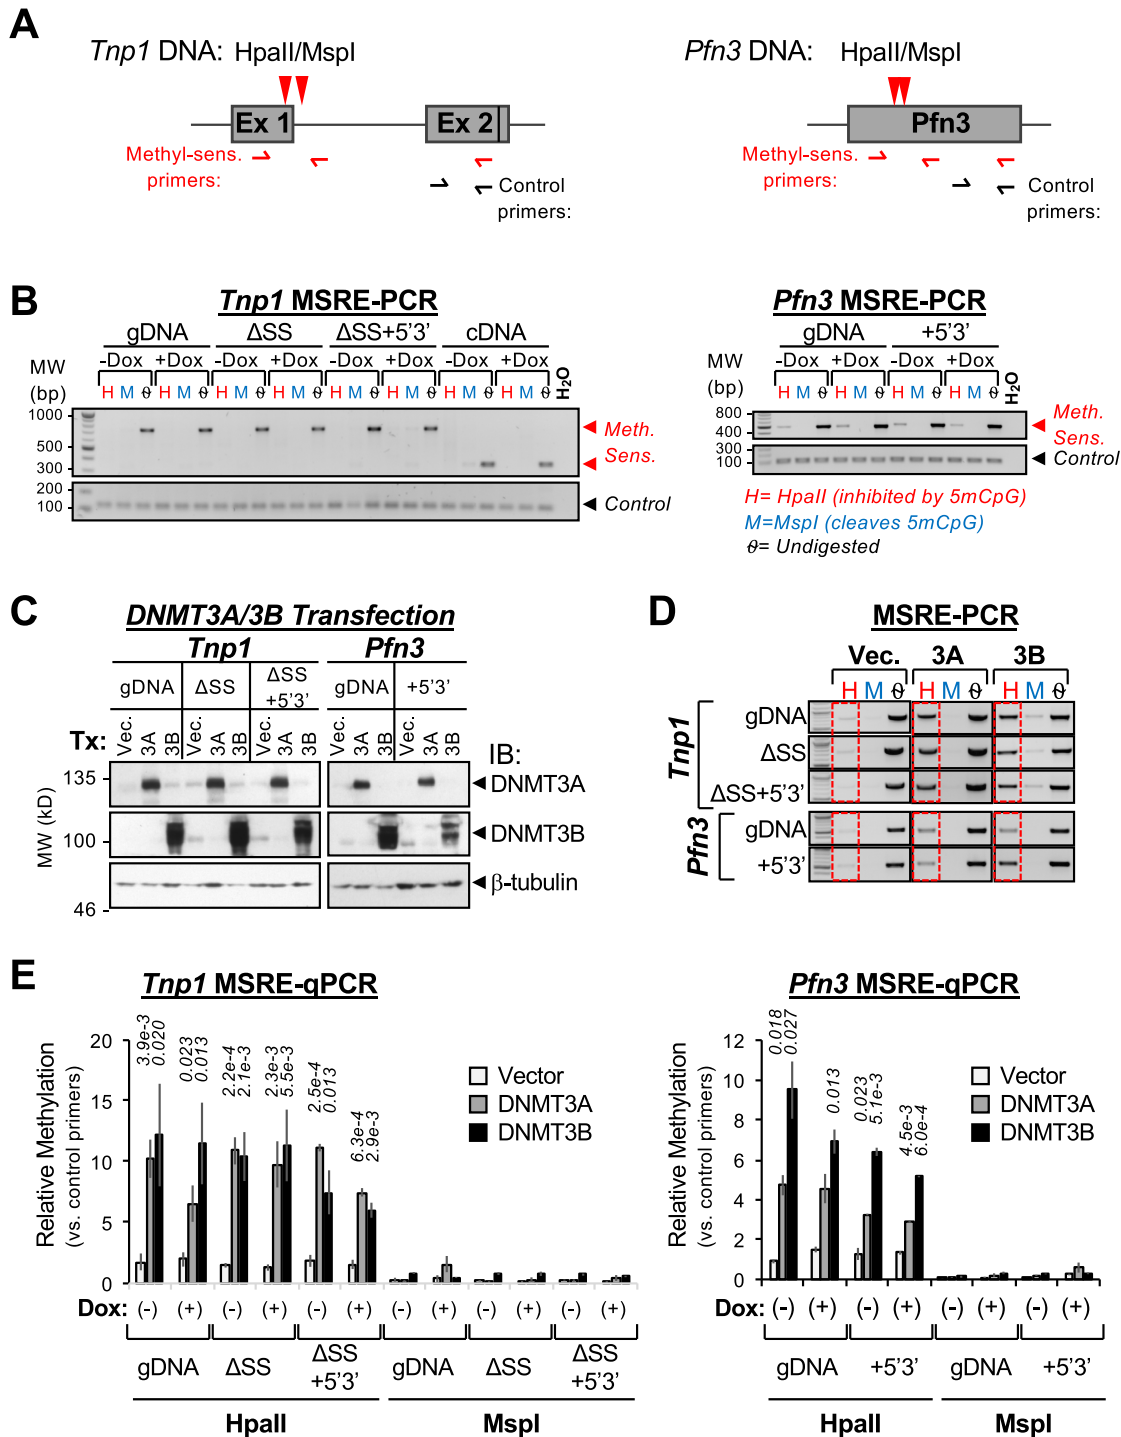 A
Tnp1 DNA: HpaII/MspI
Ex 1
Ex 2
Methyl-sens.
primers:
Control
primers:
Pfn3 DNA: HpaII/MspI
Pfn3
Methyl-sens.
primers:
Control
primers:
B
Tnp1 MSRE-PCR
gDNA ΔSS ΔSS+5'3' cDNA
-Dox +Dox -Dox +Dox -Dox +Dox -Dox +Dox
MW
(bp)
H M θ H M θ H M θ H M θ H M θ H M θ H M θ H M θ H2O
1000
500
300
200
100
Meth.
Sens.
Control
Pfn3 MSRE-PCR
gDNA +5'3'
-Dox +Dox -Dox +Dox
MW
(bp)
H M θ H M θ H M θ H M θ H2O
800
400
300
100
Meth.
Sens.
Control
H= HpaII (inhibited by 5mCpG)
M=MspI (cleaves 5mCpG)
θ= Undigested
C
DNMT3A/3B Transfection
Tnp1 Pfn3
gDNA ΔSS ΔSS +5'3' gDNA +5'3'
Tx: Vec. 3A 3B Vec. 3A 3B Vec. 3A 3B Vec. 3A 3B Vec. 3A 3B
IB:
MW (kD)
135
100
46
DNMT3A
DNMT3B
β-tubulin
D
MSRE-PCR
Vec. 3A 3B
H M θ H M θ H M θ
Tnp1
gDNA
ΔSS
ΔSS+5'3'
Pfn3
gDNA
+5'3'
E
Tnp1 MSRE-qPCR
Relative Methylation
(vs. control primers)
20
15
10
5
0
3.9e-3
0.020
0.023
0.013
2.2e-4
2.1e-3
2.3e-3
5.5e-3
2.5e-4
0.013
6.3e-4
2.9e-3
Vector
DNMT3A
DNMT3B
Dox: (-) (+) (-) (+) (-) (+) (-) (+) (-) (+) (-) (+)
gDNA ΔSS ΔSS +5'3' gDNA ΔSS ΔSS +5'3'
HpaII MspI
Pfn3 MSRE-qPCR
Relative Methylation
(vs. control primers)
12
10
8
6
4
2
0
0.018
0.027
0.013
0.023
5.1e-3
4.5e-3
6.0e-4
Vector
DNMT3A
DNMT3B
(-) (+) (-) (+) (-) (+) (-) (+)
gDNA +5'3' gDNA +5'3'
HpaII MspI